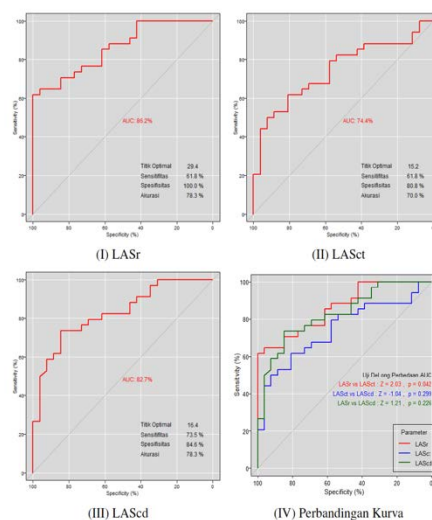 Sensitivity (%)
100
80
60
40
20
0
AUC: 86.2%
Titik Optimal 29.4
Sensitifitas 61.8 %
Spesifisitas 100.0 %
Akurasi 78.3 %
100 80 60 40 20 0
Specificity (%)
(I) LASr
Sensitivity (%)
100
80
60
40
20
0
AUC: 74.4%
Titik Optimal 15.2
Sensitifitas 61.8 %
Spesifisitas 80.8 %
Akurasi 70.0 %
100 80 60 40 20 0
Specificity (%)
(II) LASct
Sensitivity (%)
100
80
60
40
20
0
AUC: 82.7%
Titik Optimal 16.4
Sensitifitas 73.5 %
Spesifisitas 84.6 %
Akurasi 78.3 %
100 80 60 40 20 0
Specificity (%)
(III) LAScd
Sensitivity (%)
100
80
60
40
20
0
Uji DeLong Perbedaan AUC
LASr vs LASct : Z = 2.03 , p = 0.042
LASct vs LAScd : Z = -1.04 , p = 0.299
LASr vs LAScd : Z = 1.21 , p = 0.226
Parameter
LASr
LASct
LAScd
100 80 60 40 20 0
Specificity (%)
(IV) Perbandingan Kurva